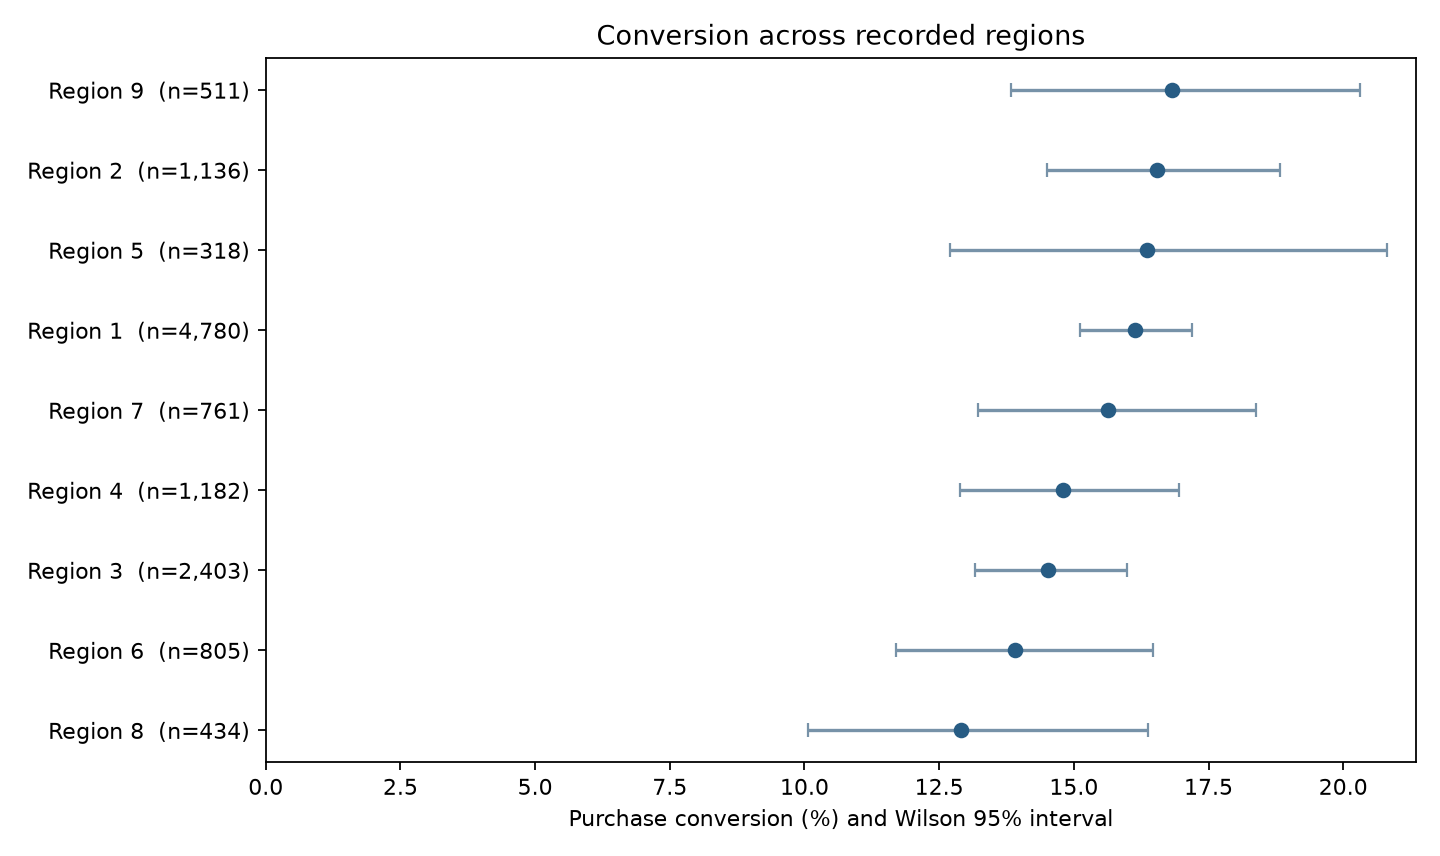 Conversion across recorded regions
Region 9  (n=511)
Region 2  (n=1,136)
Region 5  (n=318)
Region 1  (n=4,780)
Region 7  (n=761)
Region 4  (n=1,182)
Region 3  (n=2,403)
Region 6  (n=805)
Region 8  (n=434)
0.0 2.5 5.0 7.5 10.0 12.5 15.0 17.5 20.0
Purchase conversion (%) and Wilson 95% interval